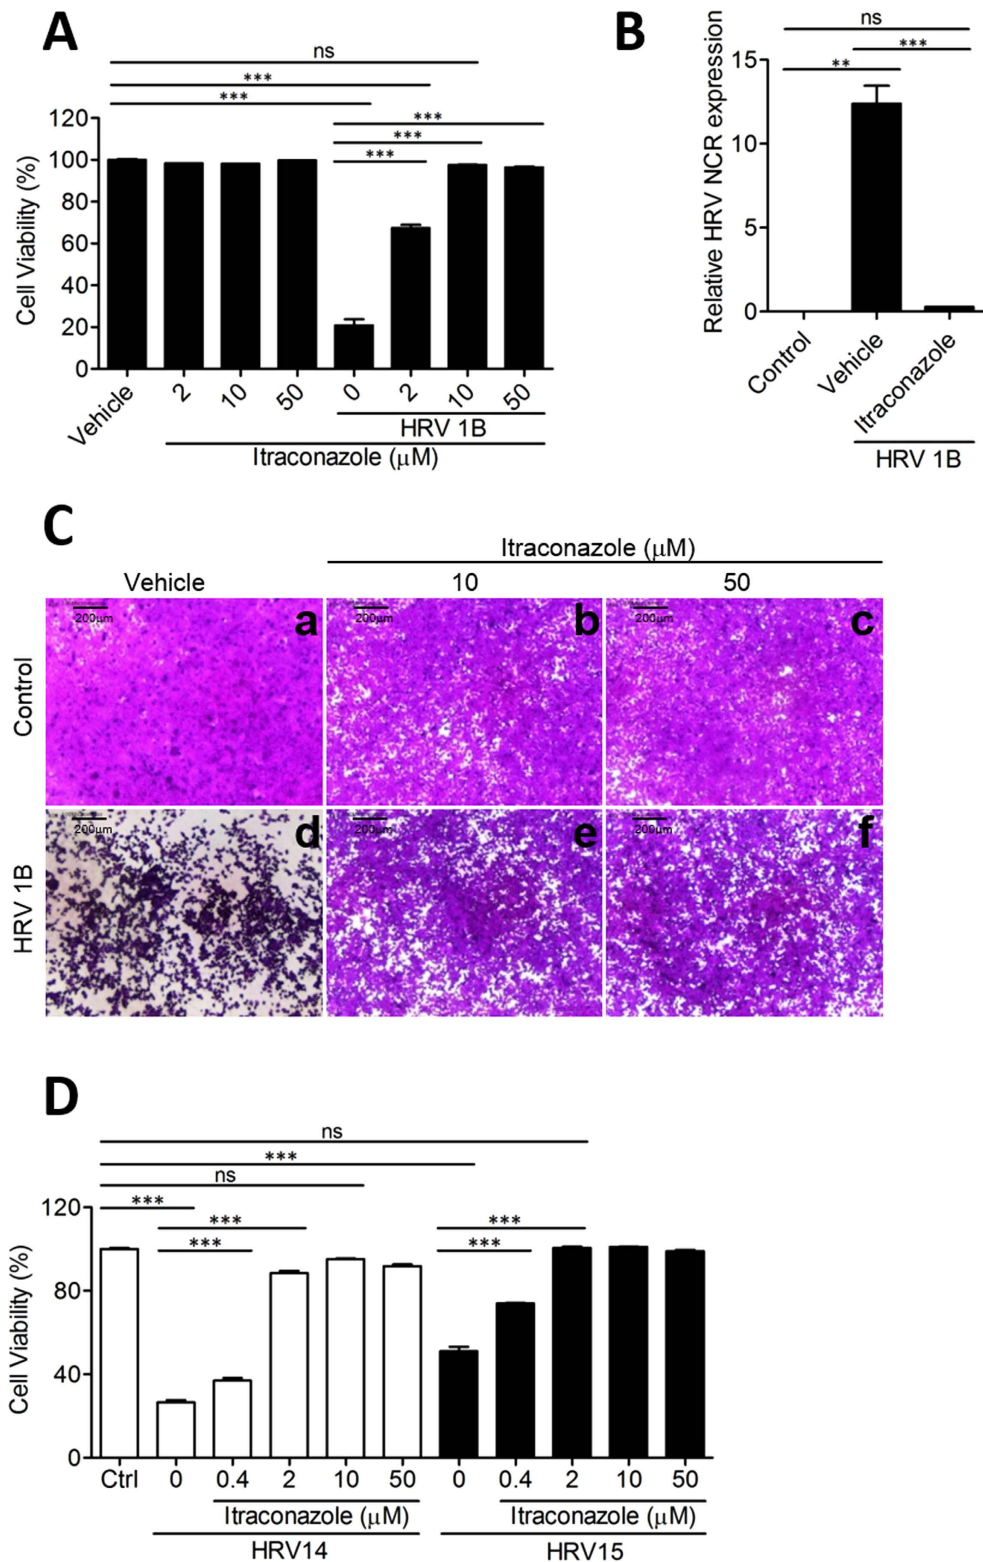 A
ns
***
***
***
***
***
Cell Viability (%)
120
100
80
60
40
20
0
Vehicle
2
10
50
0
2
10
50
HRV 1B
Itraconazole (μM)
B
ns
***
**
Relative HRV NCR expression
15
10
5
0
Control
Vehicle
Itraconazole
HRV 1B
C
Itraconazole (μM)
Vehicle
10
50
Control
200μm
a
200μm
b
200μm
c
HRV 1B
200μm
d
200μm
e
200μm
f
D
ns
***
ns
***
***
***
***
***
Cell Viability (%)
120
80
40
0
Ctrl
0
0.4
2
10
50
0
0.4
2
10
50
Itraconazole (μM)
Itraconazole (μM)
HRV14
HRV15